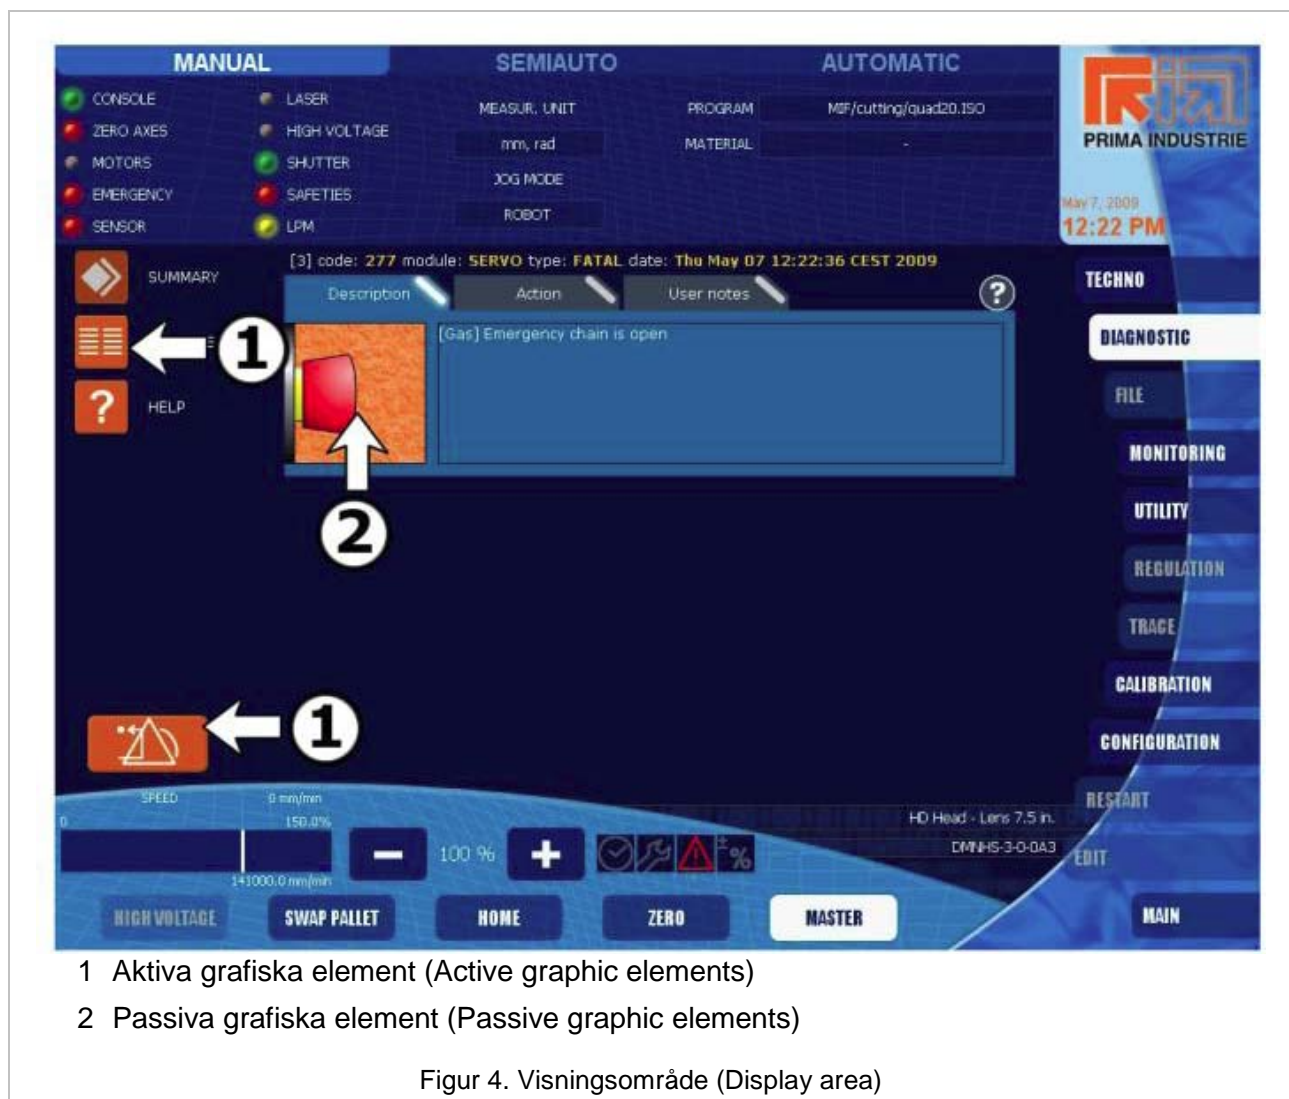 MANUAL SEMIAUTO AUTOMATIC
CONSOLE LASER MEASUR. UNIT PROGRAM MIF/cutting/quad20.ISO
ZERO AXES HIGH VOLTAGE mm, rad MATERIAL -
MOTORS SHUTTER JOG MODE
EMERGENCY SAFETIES ROBOT
SENSOR LPM
PRIMA INDUSTRIE
May 7, 2009
12:22 PM
[3] code: 277 module: SERVO type: FATAL date: Thu May 07 12:22:36 CEST 2009
SUMMARY
Description Action User notes ?
1
[Gas] Emergency chain is open
? HELP
2
1
TECHNO
DIAGNOSTIC
FILE
MONITORING
UTILITY
REGULATION
TRACE
CALIBRATION
CONFIGURATION
RESTART
EDIT
MAIN
SPEED 0 mm/min
0 150.0%
141000.0 mm/min
- 100 % + ±%
HD Head - Lens 7.5 in.
DMNHS-3-0-0A3
HIGH VOLTAGE SWAP PALLET HOME ZERO MASTER
1 Aktiva grafiska element (Active graphic elements)
2 Passiva grafiska element (Passive graphic elements)
Figur 4. Visningsområde (Display area)